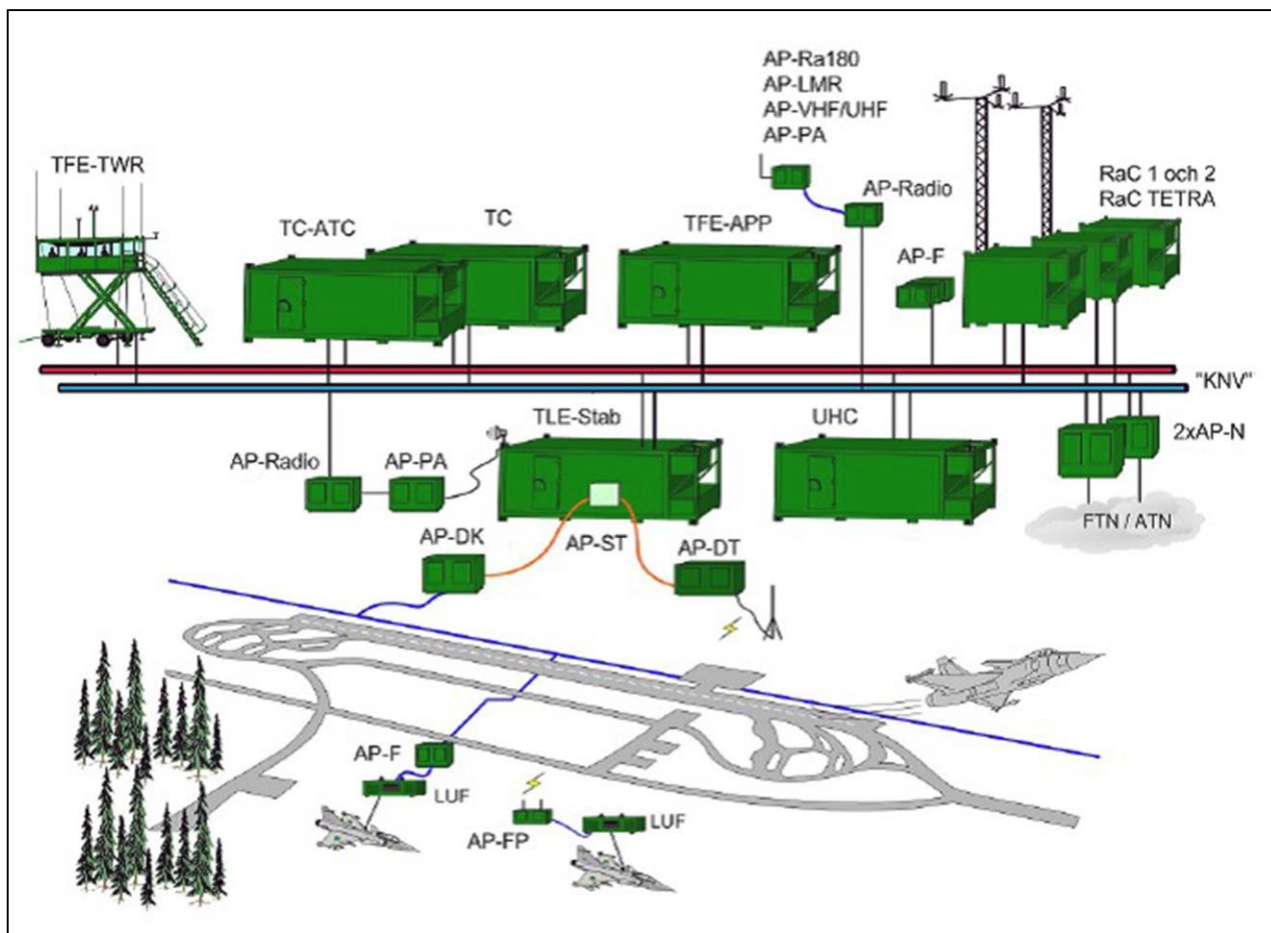 AP-Ra180
AP-LMR
AP-VHF/UHF
AP-PA
TFE-TWR
RaC 1 och 2
RaC TETRA
AP-Radio
TC-ATC
TC
TFE-APP
AP-F
"KNV"
TLE-Stab
UHC
2xAP-N
AP-Radio
AP-PA
FTN / ATN
AP-DK
AP-ST
AP-DT
AP-F
LUF
AP-FP
LUF